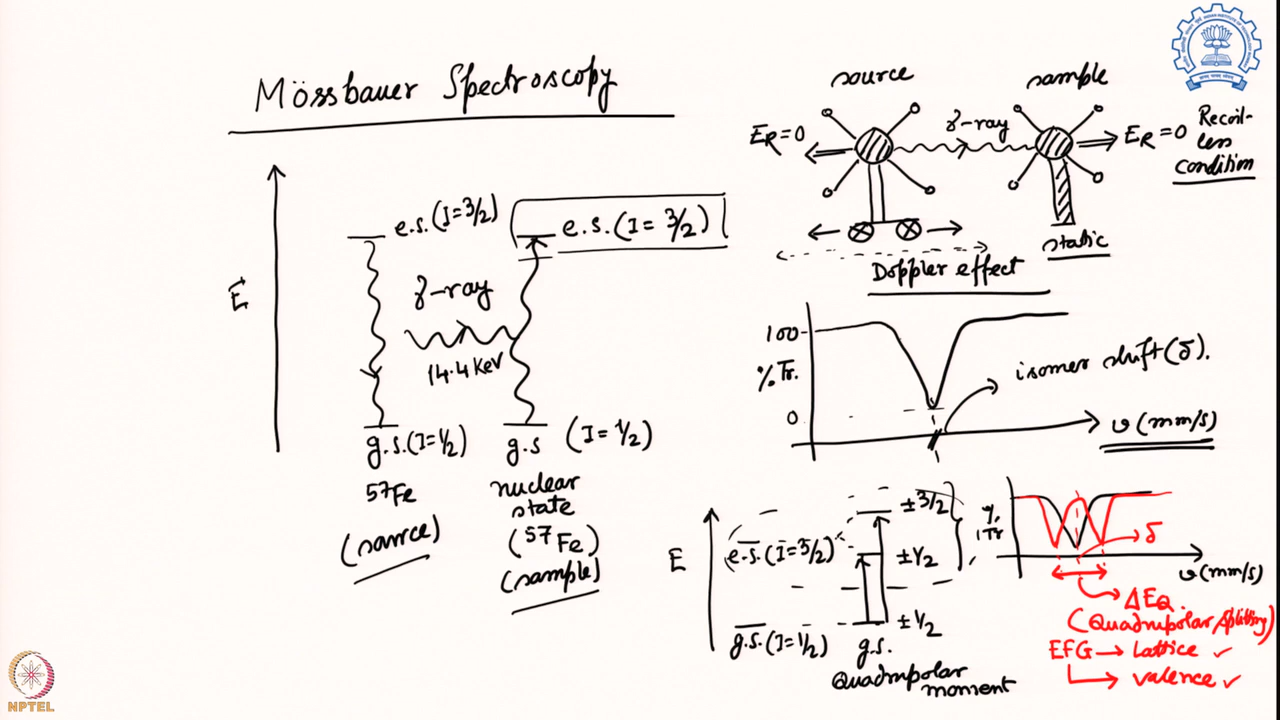 Mössbauer Spectroscopy
E
e.s. (I=3/2)
e.s. (I=3/2)
γ-ray
14.4 KeV
g.s. (I=1/2)
g.s (I=1/2)
57Fe
(source)
nuclear
state
(57Fe)
(sample)
source
sample
ER=0
γ-ray
ER=0
Recoil-
less
condition
static
Doppler effect
100
% Tr.
0
isomer shift (δ).
υ (mm/s)
E
e.s. (I=3/2)
±3/2
±1/2
g.s. (I=1/2)
±1/2
g.s.
Quadrupolar
moment
%
Tr
δ
υ (mm/s)
ΔEQ.
(Quadrupolar splitting)
EFG → lattice ✓
→ valence ✓
NPTEL